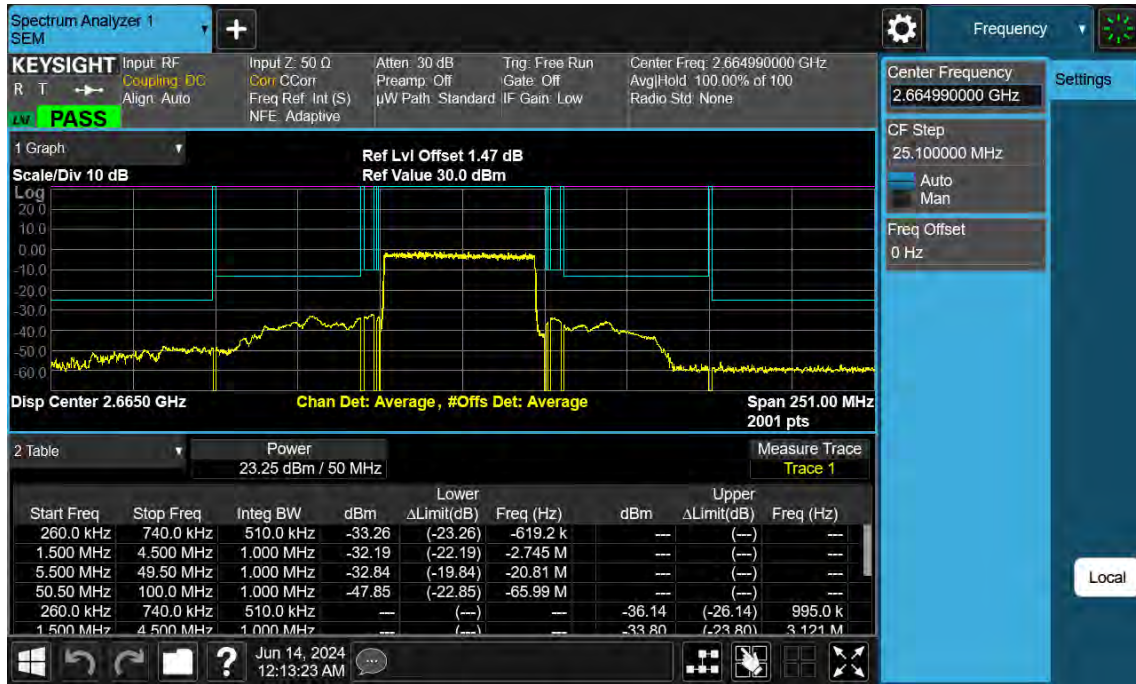 Spectrum Analyzer 1
SEM
+
Frequency
KEYSIGHT
R T
LXI
PASS
Input: RF
Coupling: DC
Align: Auto
Input Z: 50 Ω
Corr CCorr
Freq Ref: Int (S)
NFE: Adaptive
Atten: 30 dB
Preamp: Off
µW Path: Standard
Trig: Free Run
Gate: Off
IF Gain: Low
Center Freq: 2.664990000 GHz
Avg|Hold: 100.00% of 100
Radio Std: None
Center Frequency
2.664990000 GHz
Settings
CF Step
25.100000 MHz
Auto
Man
Freq Offset
0 Hz
Local
1 Graph
Scale/Div 10 dB
Ref Lvl Offset 1.47 dB
Ref Value 30.0 dBm
Log
20.0
10.0
0.00
-10.0
-20.0
-30.0
-40.0
-50.0
-60.0
Disp Center 2.6650 GHz
Chan Det: Average , #Offs Det: Average
Span 251.00 MHz
2001 pts
2 Table
Power
23.25 dBm / 50 MHz
Measure Trace
Trace 1
Lower Upper
Start Freq Stop Freq Integ BW dBm ΔLimit(dB) Freq (Hz) dBm ΔLimit(dB) Freq (Hz)
260.0 kHz 740.0 kHz 510.0 kHz -33.26 (-23.26) -619.2 k --- (---) ---
1.500 MHz 4.500 MHz 1.000 MHz -32.19 (-22.19) -2.745 M --- (---) ---
5.500 MHz 49.50 MHz 1.000 MHz -32.84 (-19.84) -20.81 M --- (---) ---
50.50 MHz 100.0 MHz 1.000 MHz -47.85 (-22.85) -65.99 M --- (---) ---
260.0 kHz 740.0 kHz 510.0 kHz --- (---) --- -36.14 (-26.14) 995.0 k
1.500 MHz 4.500 MHz 1.000 MHz --- (---) --- -33.80 (-23.80) 3.121 M
?
Jun 14, 2024
12:13:23 AM